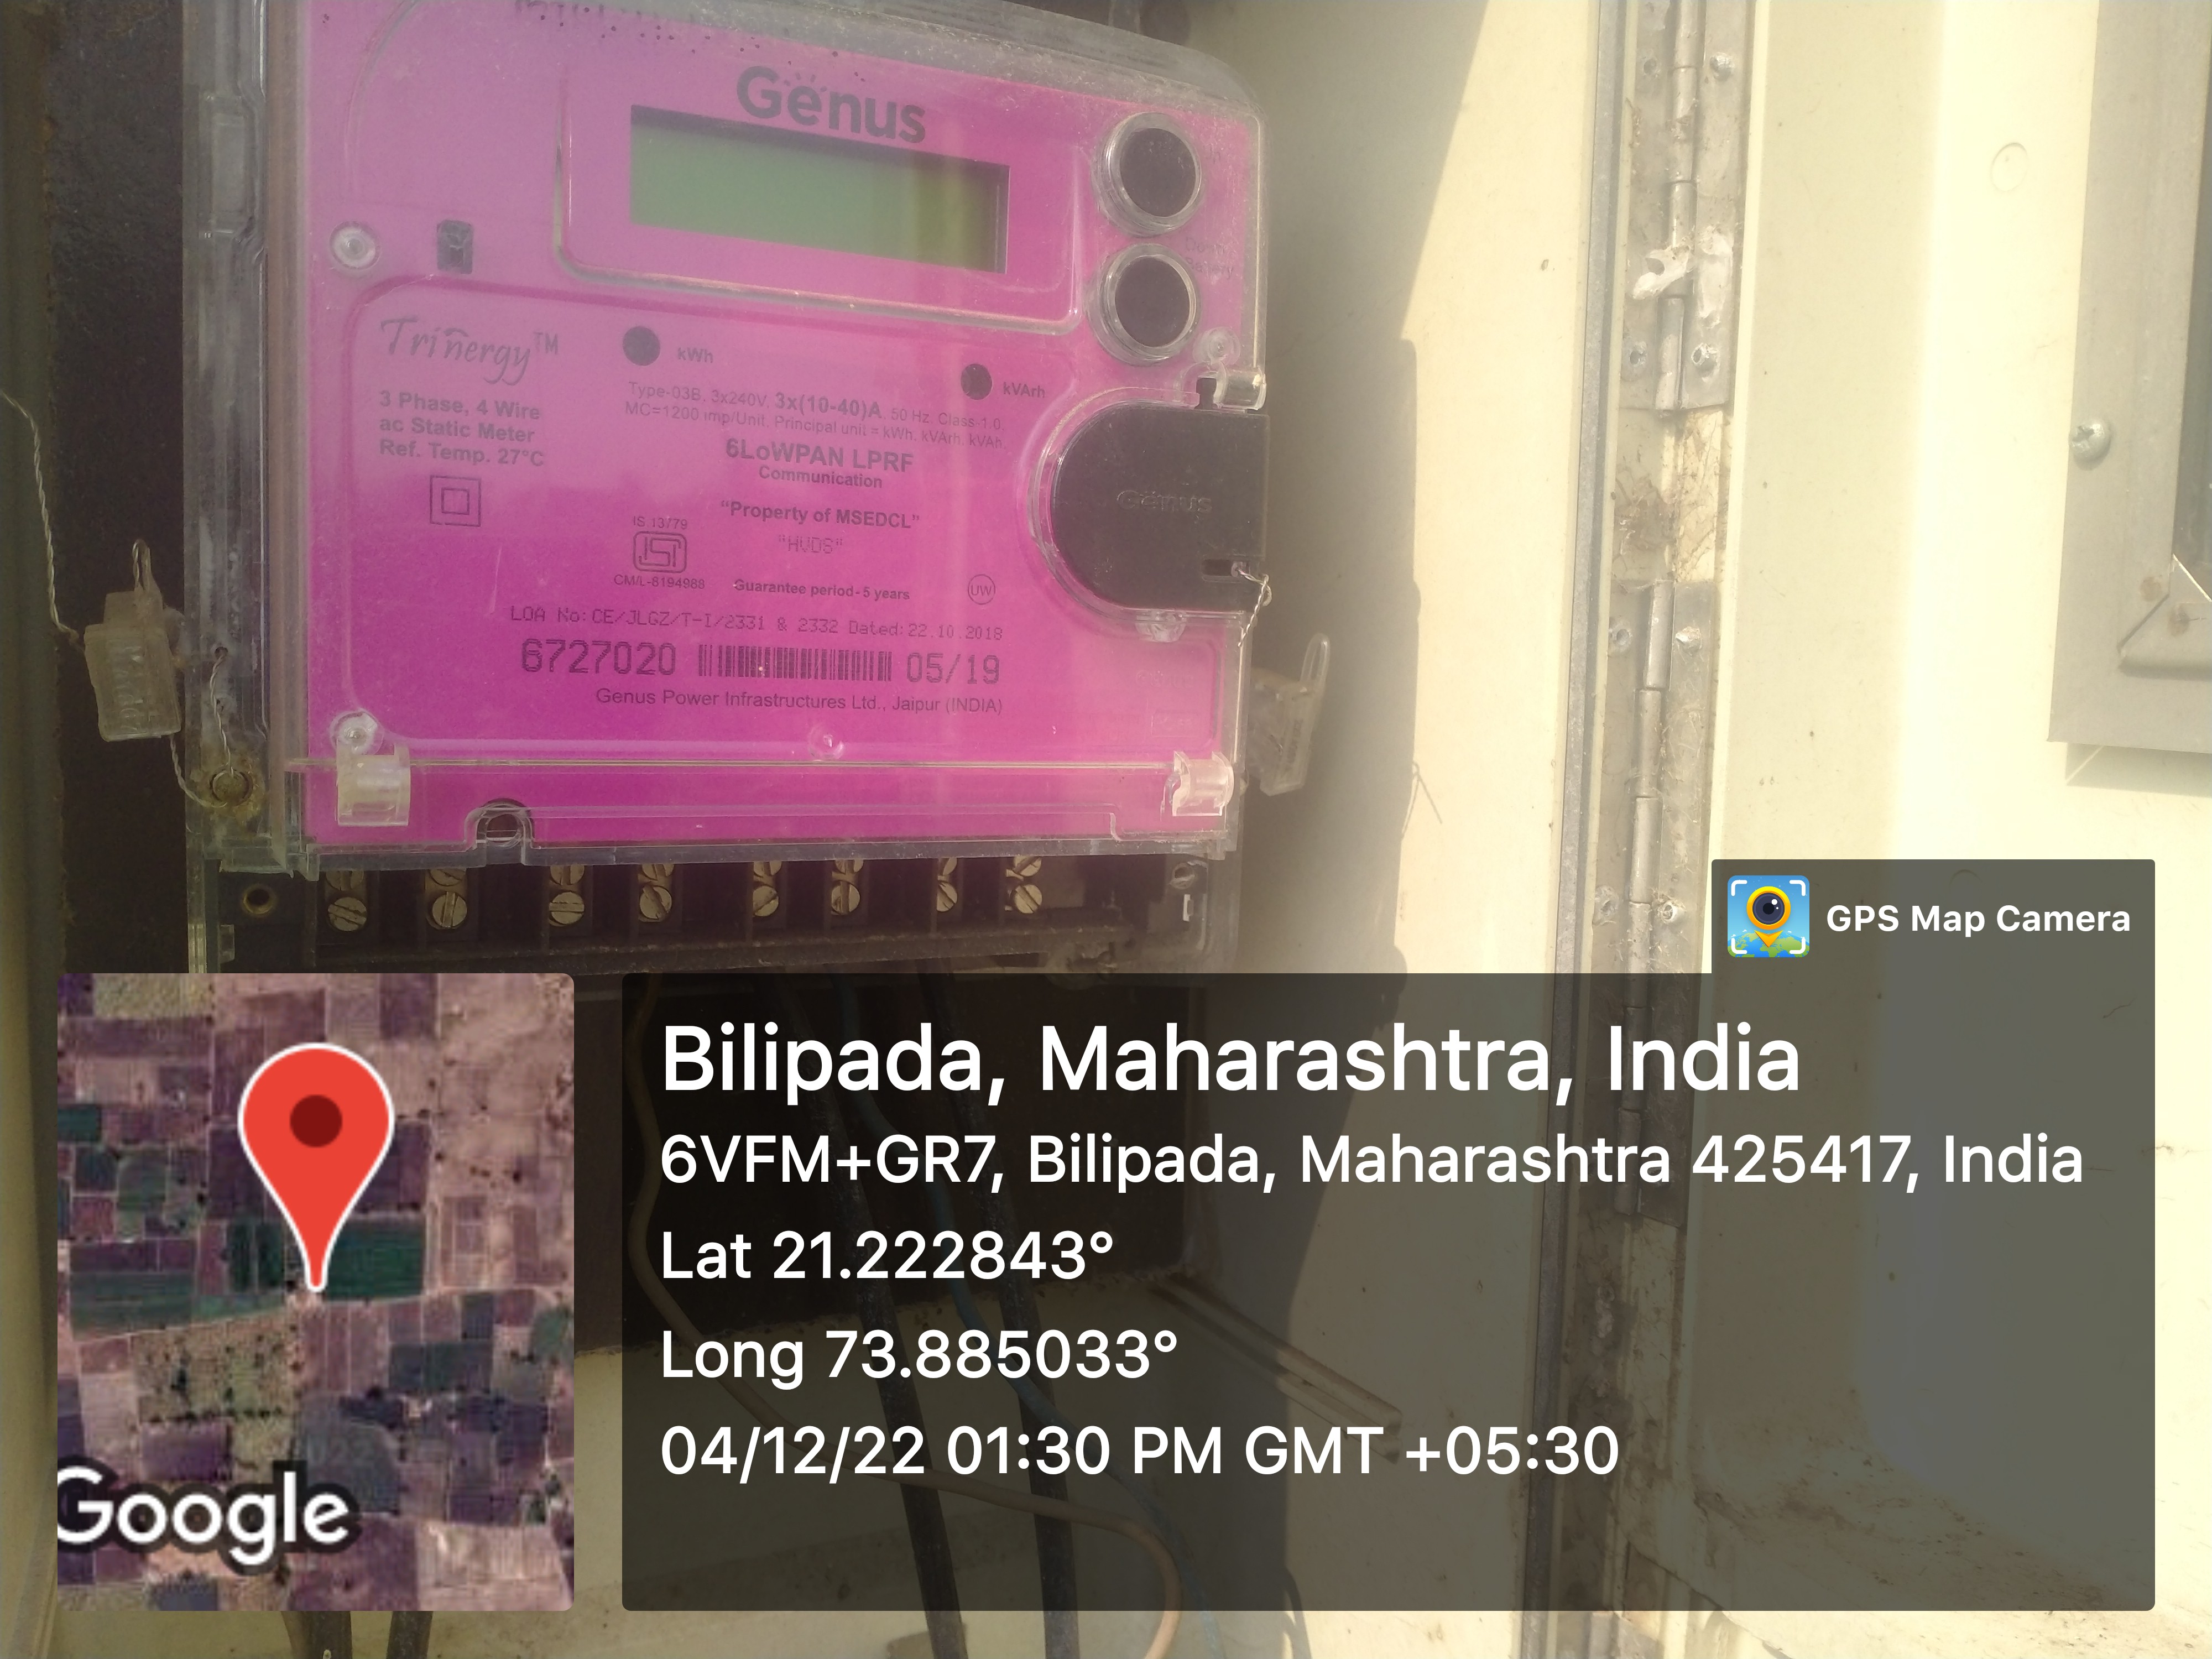 Genus
Trinergy™
kWh
kVArh
3 Phase, 4 Wire
ac Static Meter
Ref. Temp. 27°C
Type-03B, 3x240V, 3x(10-40)A, 50 Hz, Class-1.0,
MC=1200 imp/Unit, Principal unit = kWh, kVArh, kVAh,
6LoWPAN LPRF
Communication
"Property of MSEDCL"
"HVDS"
Genus
IS 13779
ISI
CM/L-8194988
Guarantee period-5 years
UW
LOA No:CE/JLGZ/T-I/2331 & 2332 Dated:22.10.2018
6727020 05/19
Genus Power Infrastructures Ltd., Jaipur (INDIA)
GPS Map Camera
Bilipada, Maharashtra, India
6VFM+GR7, Bilipada, Maharashtra 425417, India
Lat 21.222843°
Long 73.885033°
04/12/22 01:30 PM GMT +05:30
Google